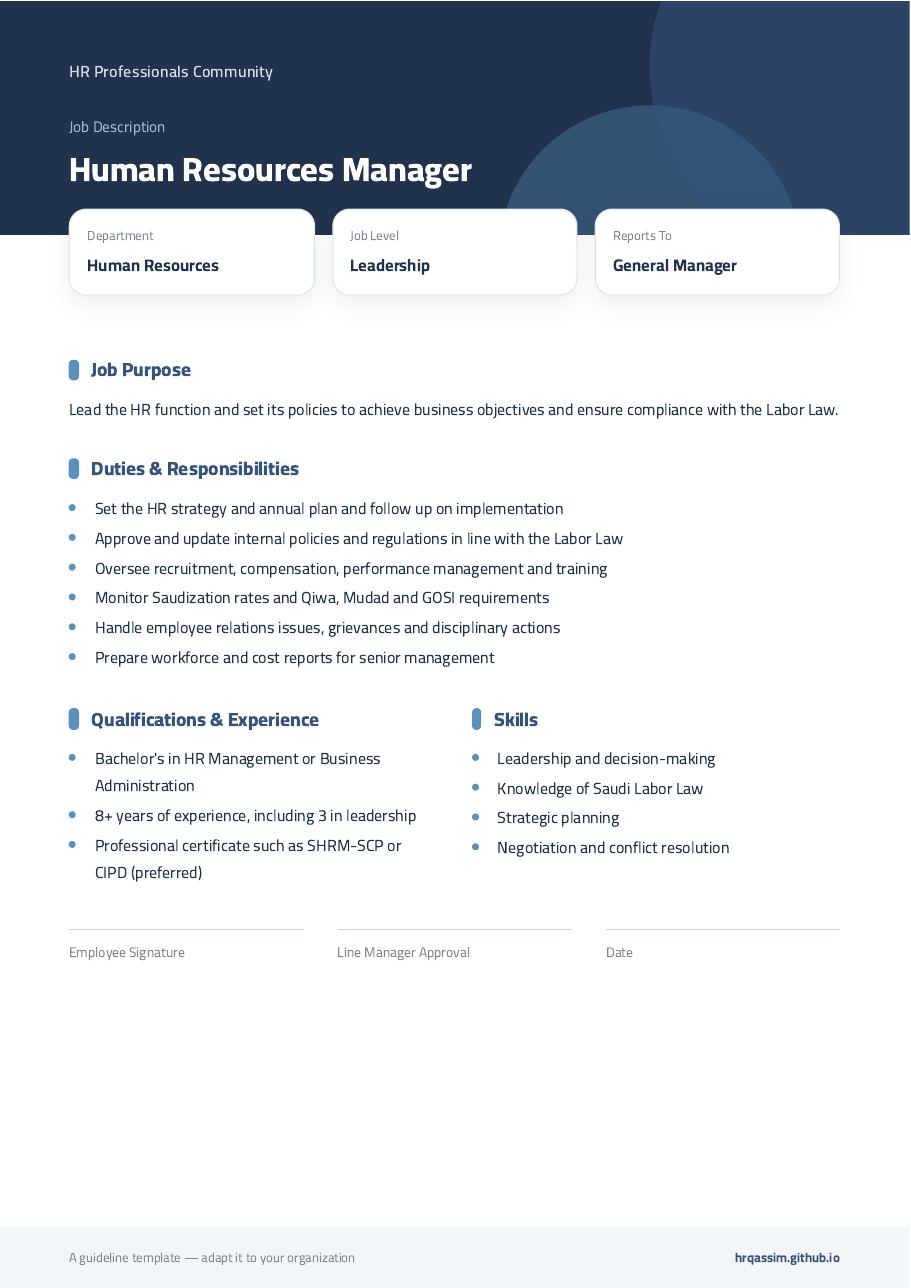 HR Professionals Community
Job Description
Human Resources Manager
Department
Human Resources
Job Level
Leadership
Reports To
General Manager
Job Purpose
Lead the HR function and set its policies to achieve business objectives and ensure compliance with the Labor Law.
Duties & Responsibilities
Set the HR strategy and annual plan and follow up on implementation
Approve and update internal policies and regulations in line with the Labor Law
Oversee recruitment, compensation, performance management and training
Monitor Saudization rates and Qiwa, Mudad and GOSI requirements
Handle employee relations issues, grievances and disciplinary actions
Prepare workforce and cost reports for senior management
Qualifications & Experience
Bachelor's in HR Management or Business
Administration
8+ years of experience, including 3 in leadership
Professional certificate such as SHRM-SCP or
CIPD (preferred)
Skills
Leadership and decision-making
Knowledge of Saudi Labor Law
Strategic planning
Negotiation and conflict resolution
Employee Signature
Line Manager Approval
Date
A guideline template — adapt it to your organization
hrqassim.github.io